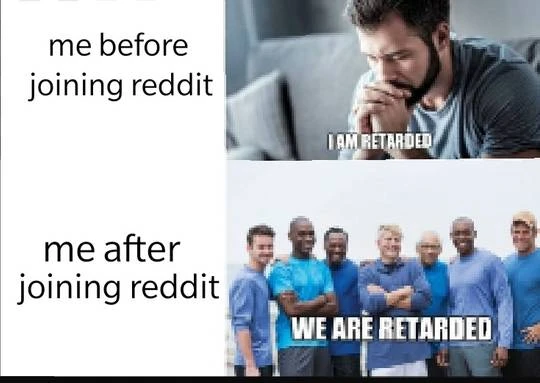 me before
joining reddit
I AM RETARDED
me after
joining reddit
WE ARE RETARDED